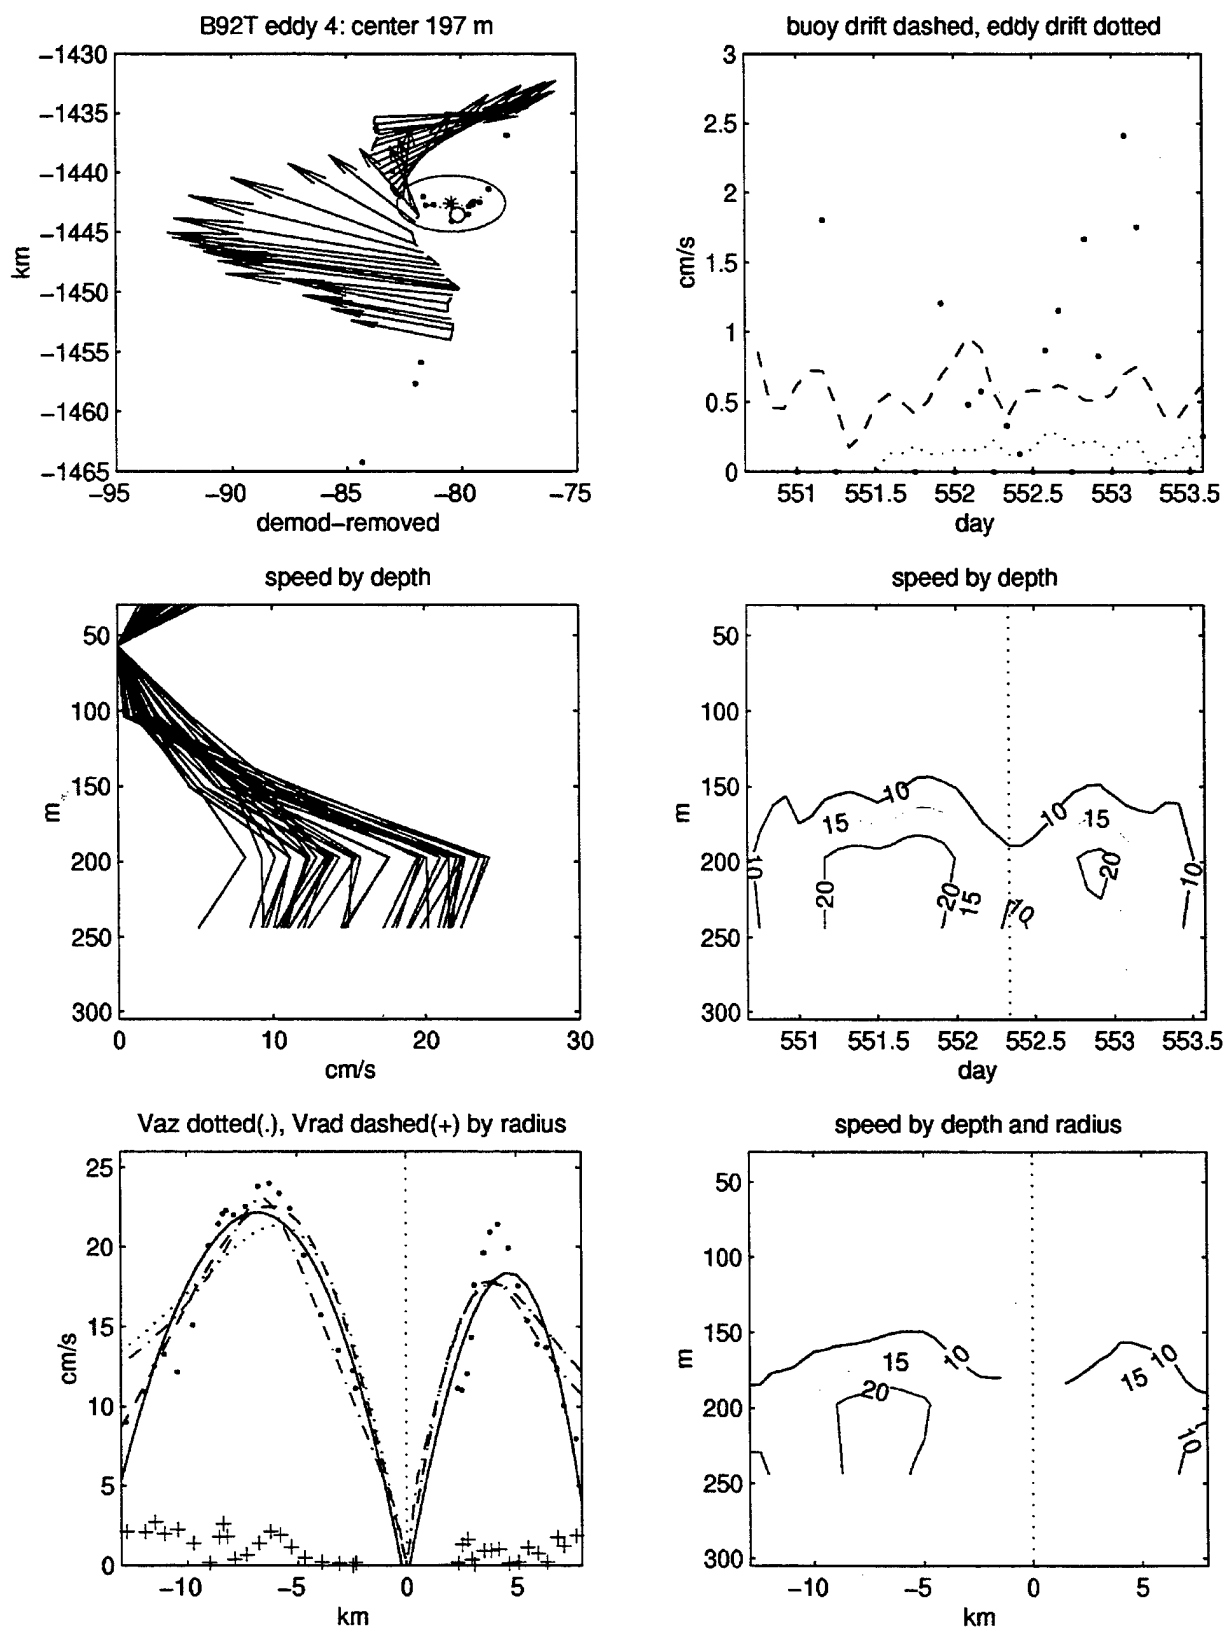 B92T eddy 4: center 197 m
−1430
−1435
−1440
−1445
−1450
−1455
−1460
−1465
km
−95 −90 −85 −80 −75
demod−removed
buoy drift dashed, eddy drift dotted
3
2.5
2
1.5
1
0.5
0
cm/s
551 551.5 552 552.5 553 553.5
day
speed by depth
50
100
150
200
250
300
m
0 10 20 30
cm/s
speed by depth
50
100
150
200
250
300
m
10 10
15 15
10 20 20 15 10 20 10
551 551.5 552 552.5 553 553.5
day
Vaz dotted(.), Vrad dashed(+) by radius
25
20
15
10
5
0
cm/s
−10 −5 0 5
km
speed by depth and radius
50
100
150
200
250
300
m
15 10 10
20 15
10
−10 −5 0 5
km